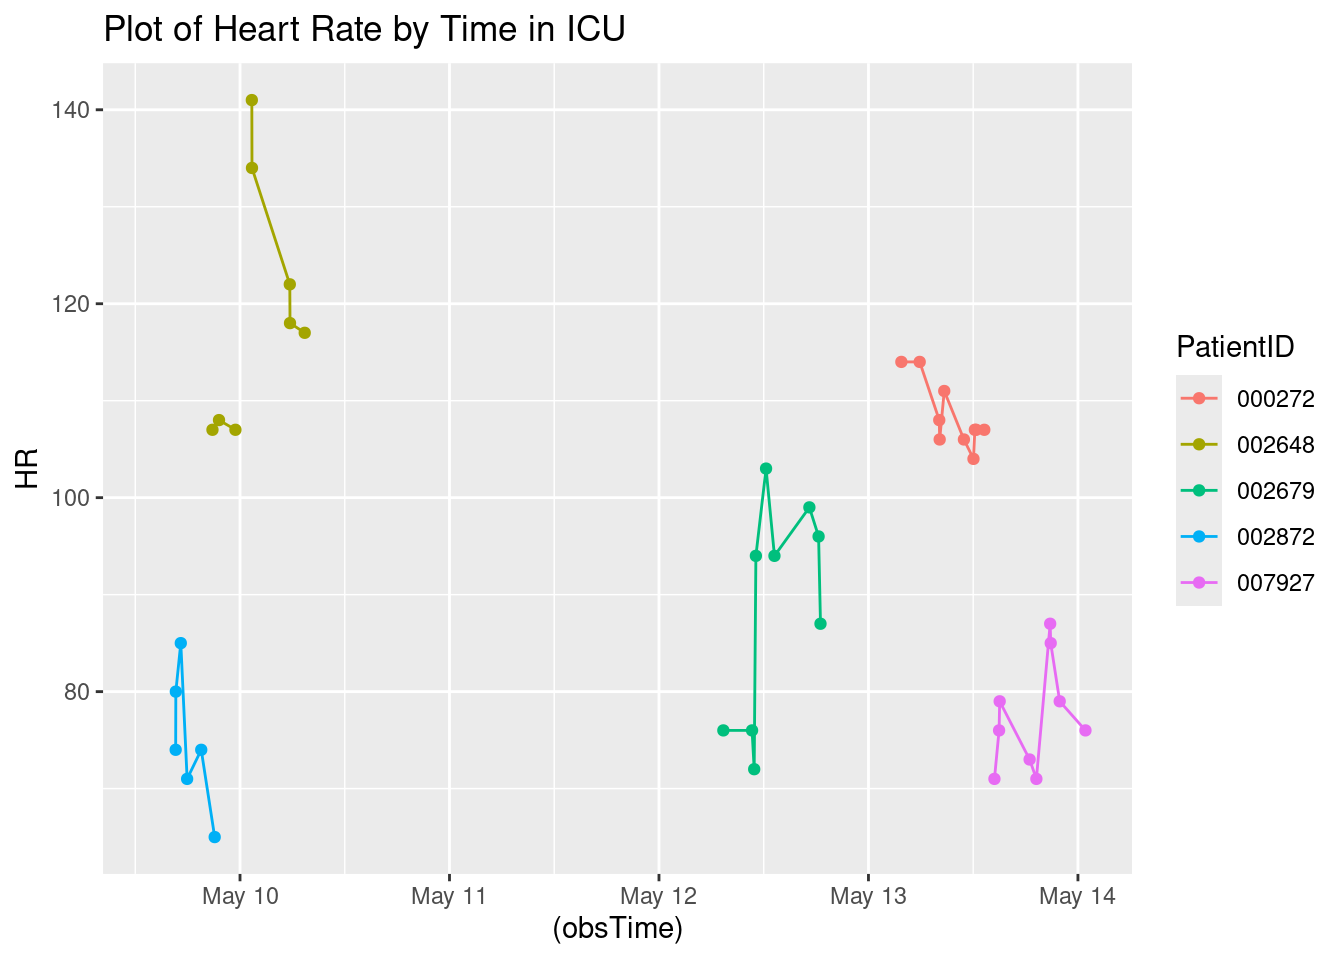 Plot of Heart Rate by Time in ICU
140
120
100
80
HR
May 10
May 11
May 12
May 13
May 14
(obsTime)
PatientID
000272
002648
002679
002872
007927